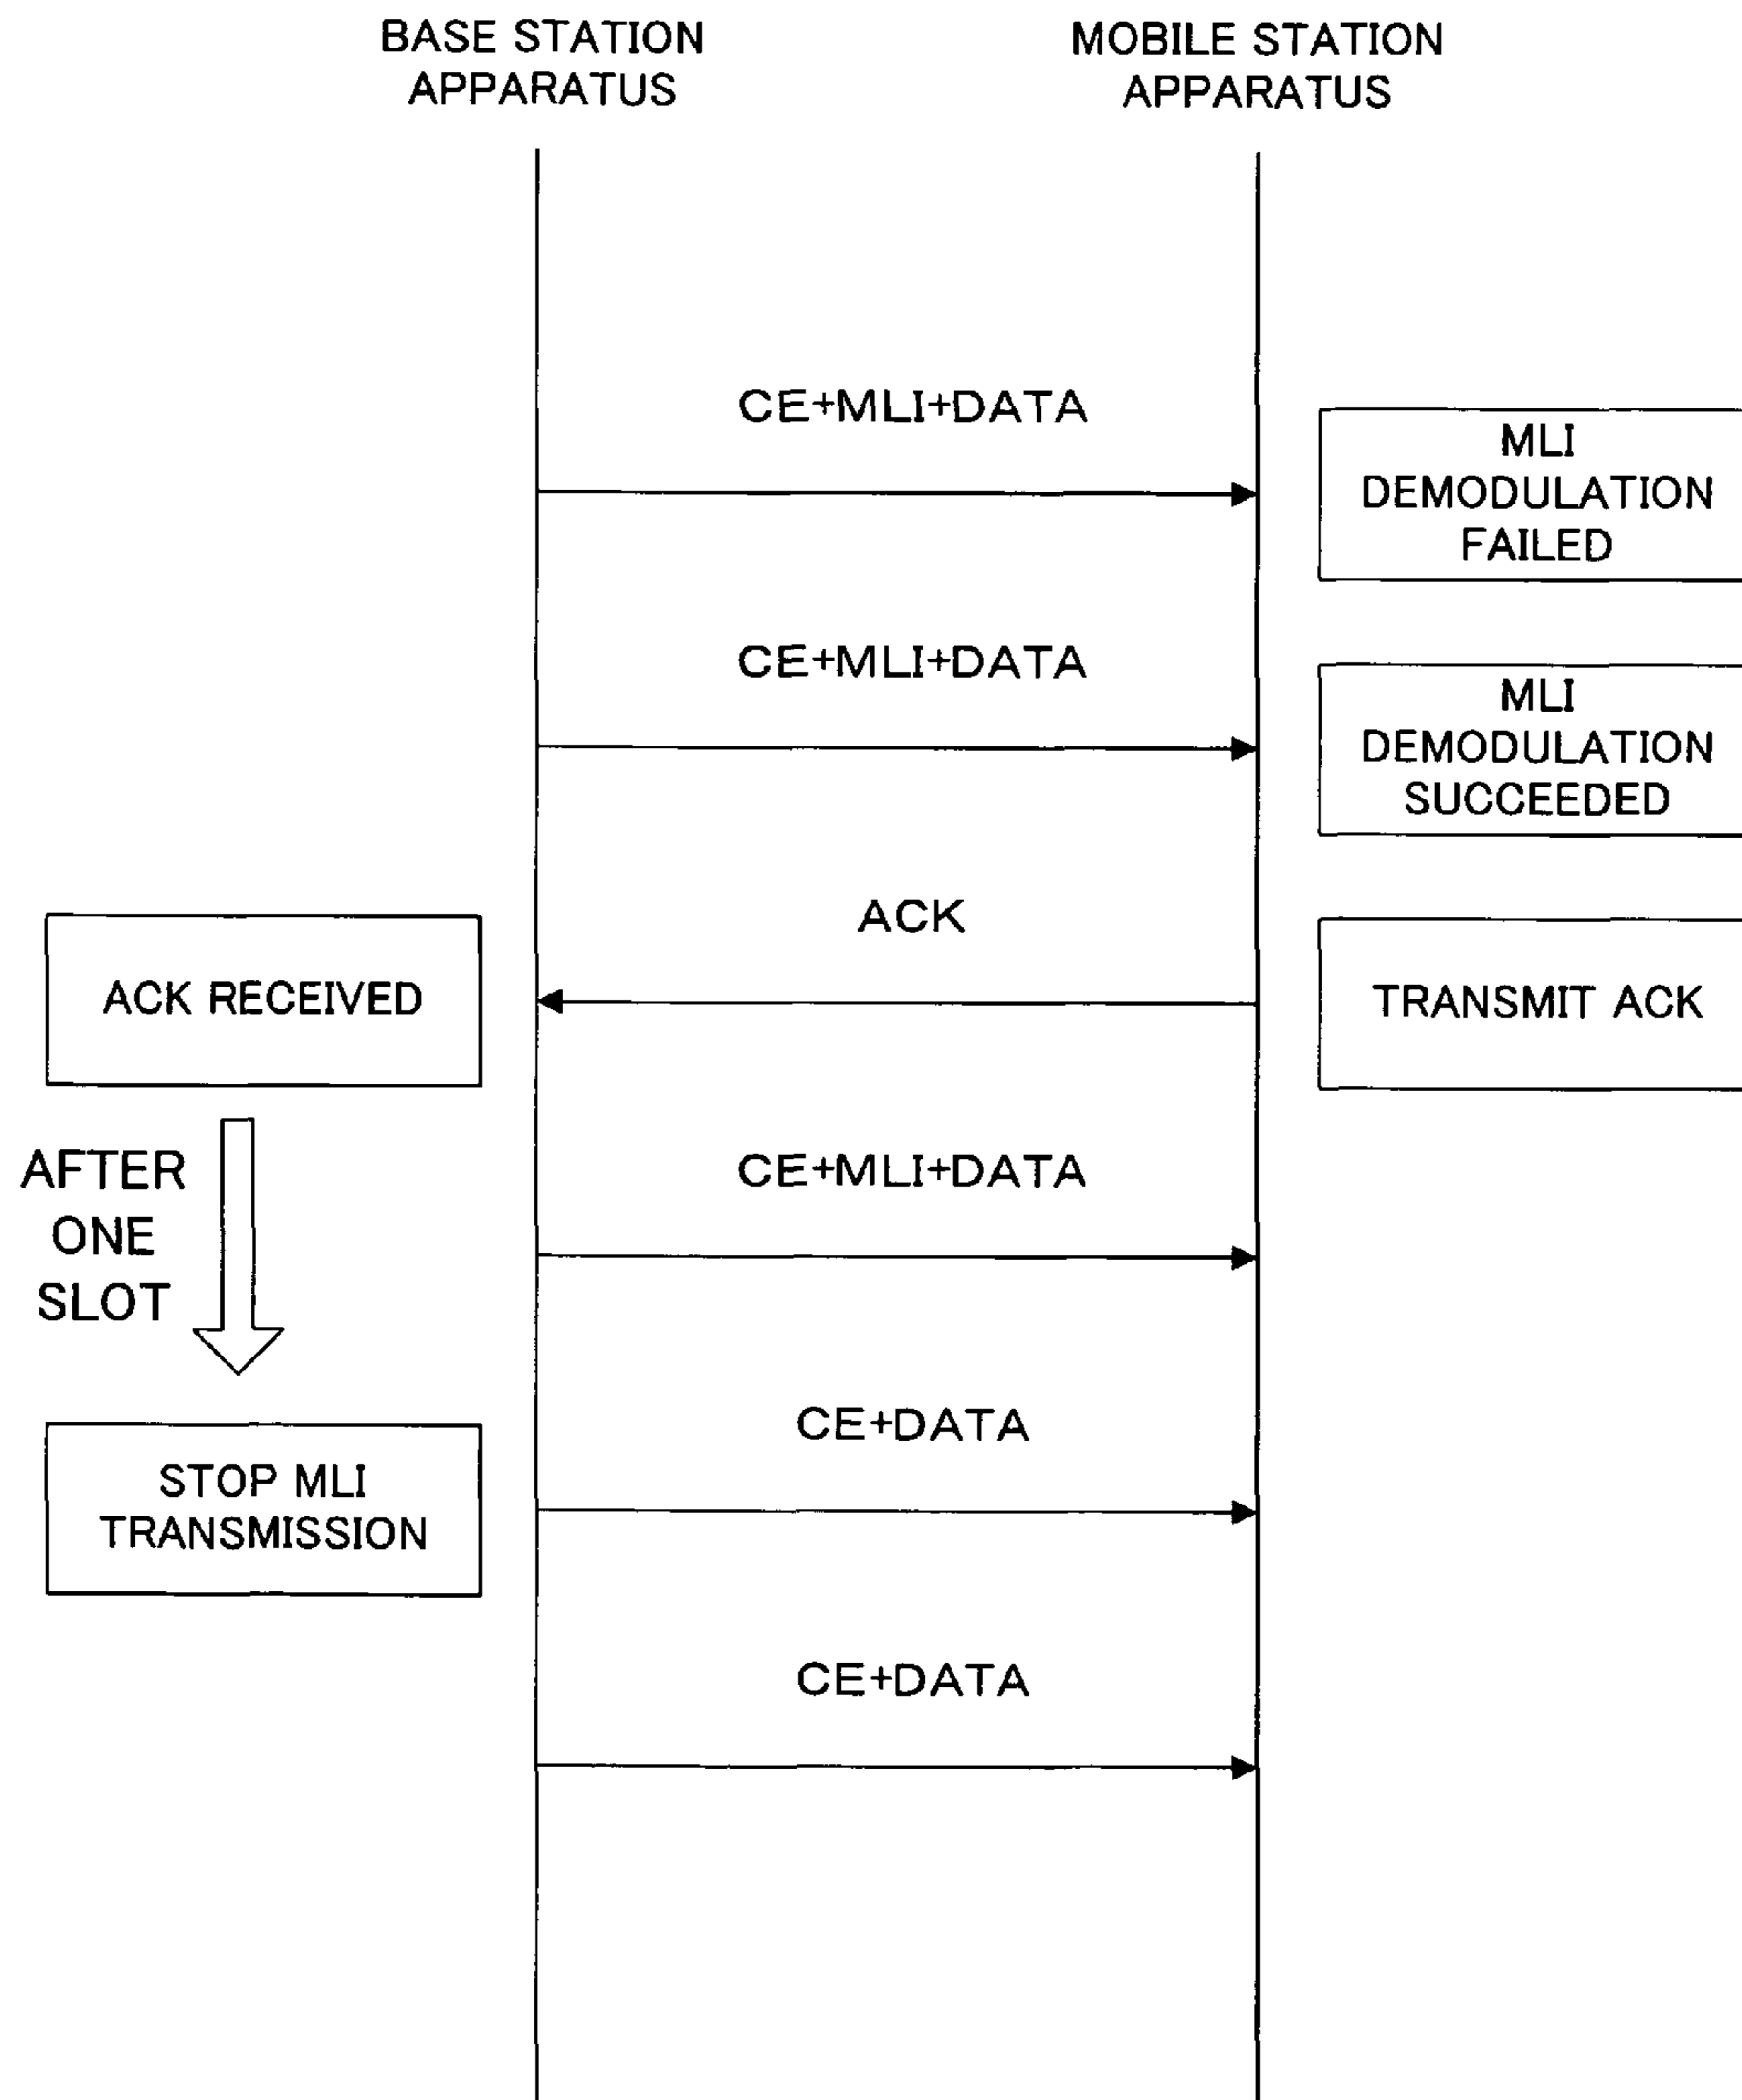 BASE STATION
APPARATUS
MOBILE STATION
APPARATUS
CE+MLI+DATA
MLI
DEMODULATION
FAILED
CE+MLI+DATA
MLI
DEMODULATION
SUCCEEDED
ACK RECEIVED
ACK
TRANSMIT ACK
AFTER
ONE
SLOT
CE+MLI+DATA
STOP MLI
TRANSMISSION
CE+DATA
CE+DATA